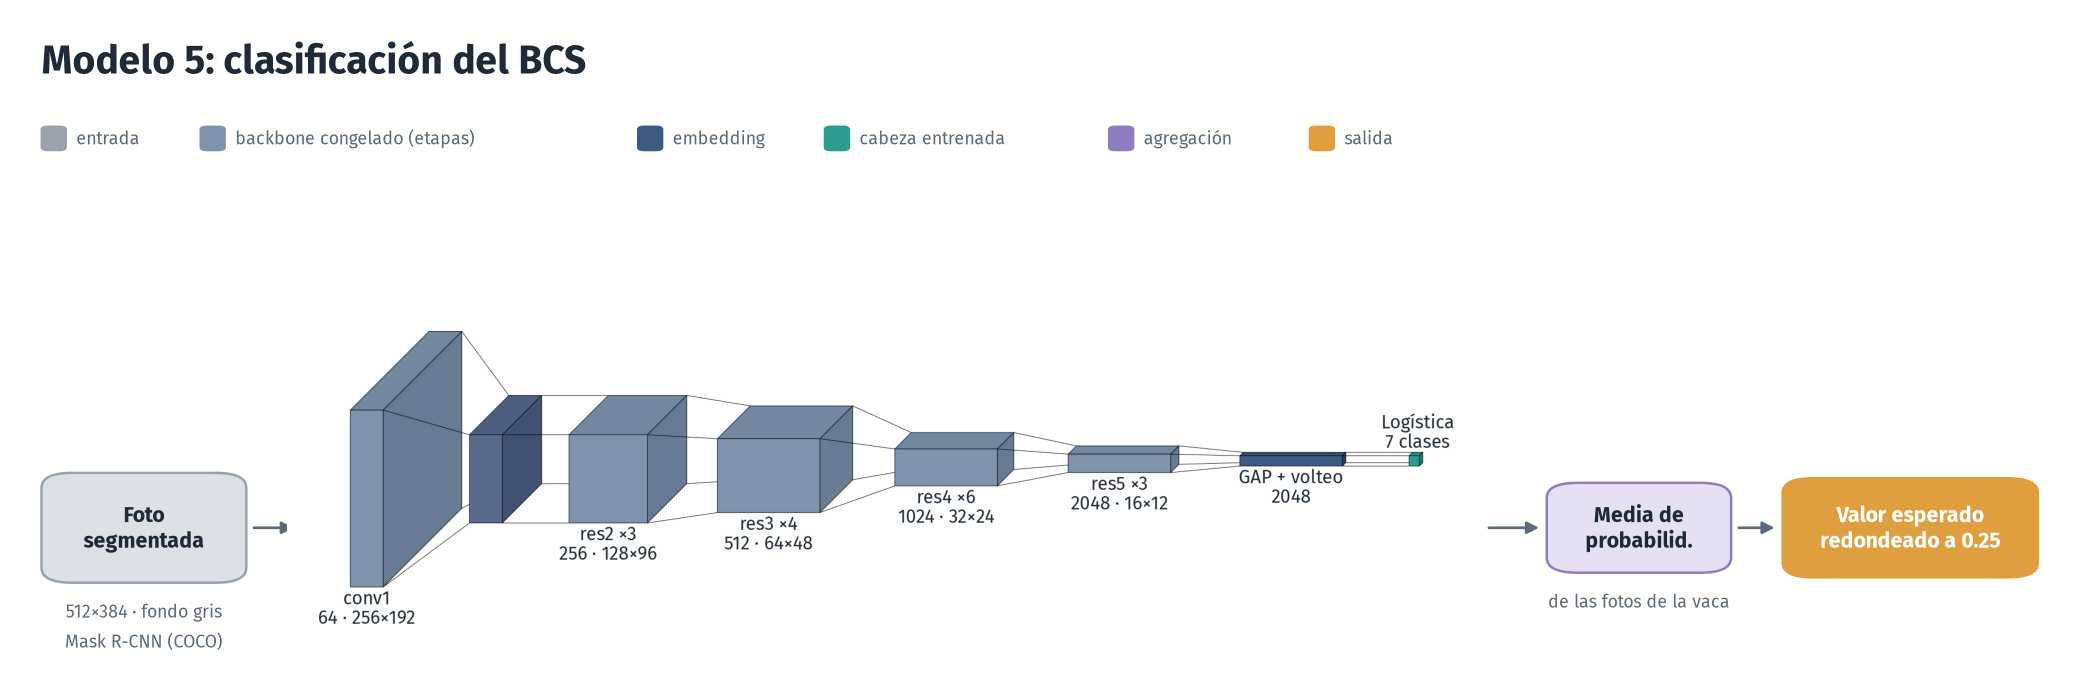 Modelo 5: clasificación del BCS
entrada
backbone congelado (etapas)
embedding
cabeza entrenada
agregación
salida
Foto
segmentada
512×384 · fondo gris
Mask R-CNN (COCO)
conv1
64 · 256×192
res2 ×3
256 · 128×96
res3 ×4
512 · 64×48
res4 ×6
1024 · 32×24
res5 ×3
2048 · 16×12
GAP + volteo
2048
Logística
7 clases
Media de
probabilid.
de las fotos de la vaca
Valor esperado
redondeado a 0.25